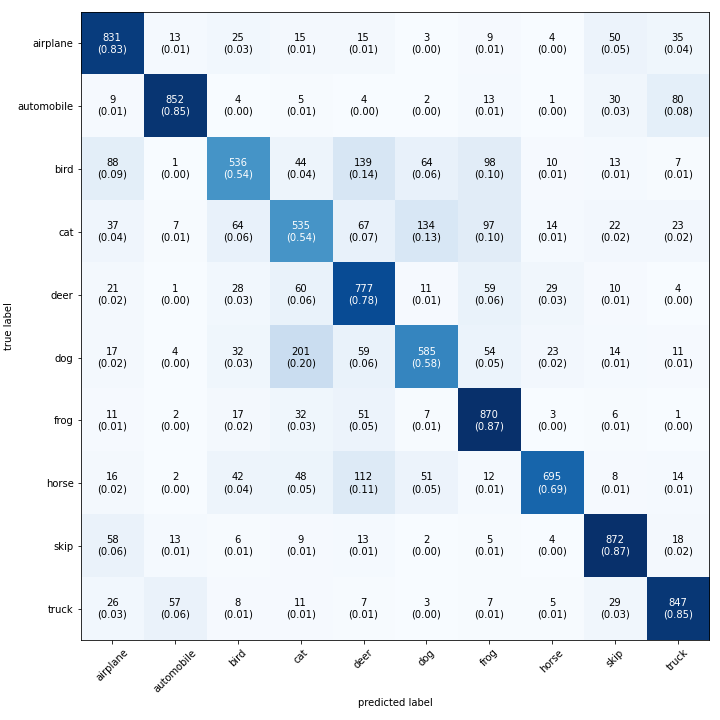 airplane 831 13 25 15 15 3 9 4 50 35
(0.83) (0.01) (0.03) (0.01) (0.01) (0.00) (0.01) (0.00) (0.05) (0.04)
automobile 9 852 4 5 4 2 13 1 30 80
(0.01) (0.85) (0.00) (0.01) (0.00) (0.00) (0.01) (0.00) (0.03) (0.08)
bird 88 1 536 44 139 64 98 10 13 7
(0.09) (0.00) (0.54) (0.04) (0.14) (0.06) (0.10) (0.01) (0.01) (0.01)
cat 37 7 64 535 67 134 97 14 22 23
(0.04) (0.01) (0.06) (0.54) (0.07) (0.13) (0.10) (0.01) (0.02) (0.02)
deer 21 1 28 60 777 11 59 29 10 4
(0.02) (0.00) (0.03) (0.06) (0.78) (0.01) (0.06) (0.03) (0.01) (0.00)
true label
dog 17 4 32 201 59 585 54 23 14 11
(0.02) (0.00) (0.03) (0.20) (0.06) (0.58) (0.05) (0.02) (0.01) (0.01)
frog 11 2 17 32 51 7 870 3 6 1
(0.01) (0.00) (0.02) (0.03) (0.05) (0.01) (0.87) (0.00) (0.01) (0.00)
horse 16 2 42 48 112 51 12 695 8 14
(0.02) (0.00) (0.04) (0.05) (0.11) (0.05) (0.01) (0.69) (0.01) (0.01)
skip 58 13 6 9 13 2 5 4 872 18
(0.06) (0.01) (0.01) (0.01) (0.01) (0.00) (0.01) (0.00) (0.87) (0.02)
truck 26 57 8 11 7 3 7 5 29 847
(0.03) (0.06) (0.01) (0.01) (0.01) (0.00) (0.01) (0.01) (0.03) (0.85)
airplane automobile bird cat deer dog frog horse skip truck
predicted label